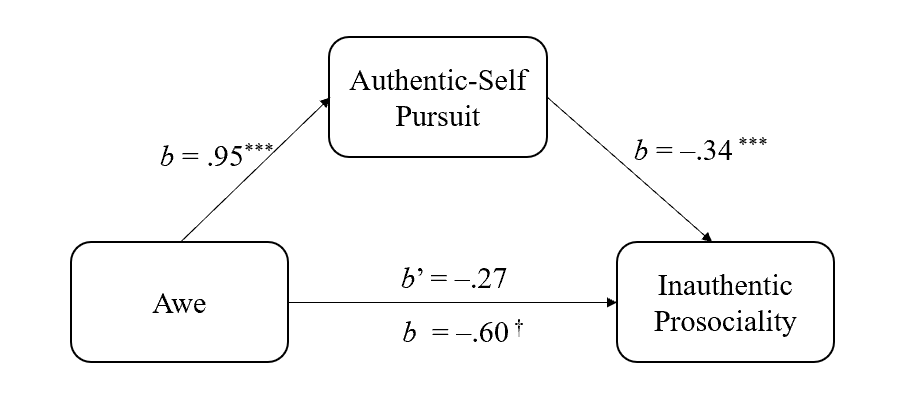 Authentic-Self
Pursuit
b = .95***
b = –.34 ***
Awe
b’ = –.27
b = –.60 †
Inauthentic
Prosociality